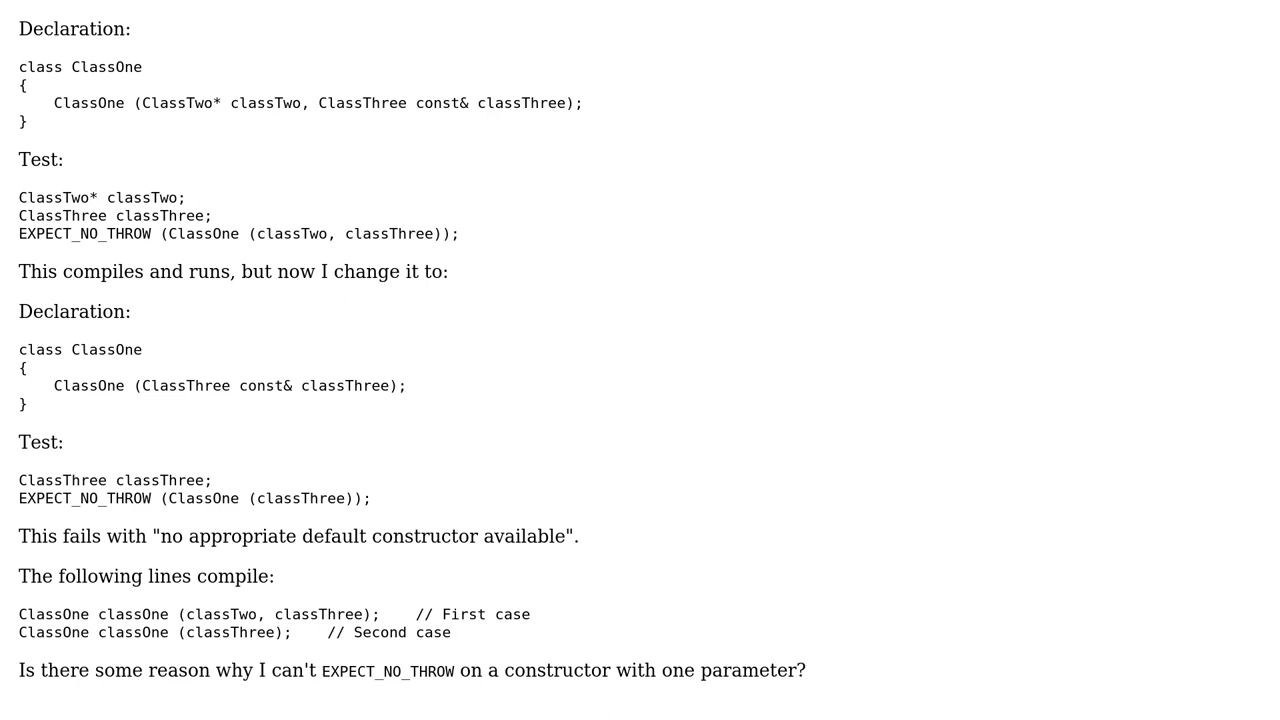 Declaration:
class ClassOne
{
    ClassOne (ClassTwo* classTwo, ClassThree const& classThree);
}
Test:
ClassTwo* classTwo;
ClassThree classThree;
EXPECT_NO_THROW (ClassOne (classTwo, classThree));
This compiles and runs, but now I change it to:
Declaration:
class ClassOne
{
    ClassOne (ClassThree const& classThree);
}
Test:
ClassThree classThree;
EXPECT_NO_THROW (ClassOne (classThree));
This fails with "no appropriate default constructor available".
The following lines compile:
ClassOne classOne (classTwo, classThree);    // First case
ClassOne classOne (classThree);    // Second case
Is there some reason why I can't EXPECT_NO_THROW on a constructor with one parameter?